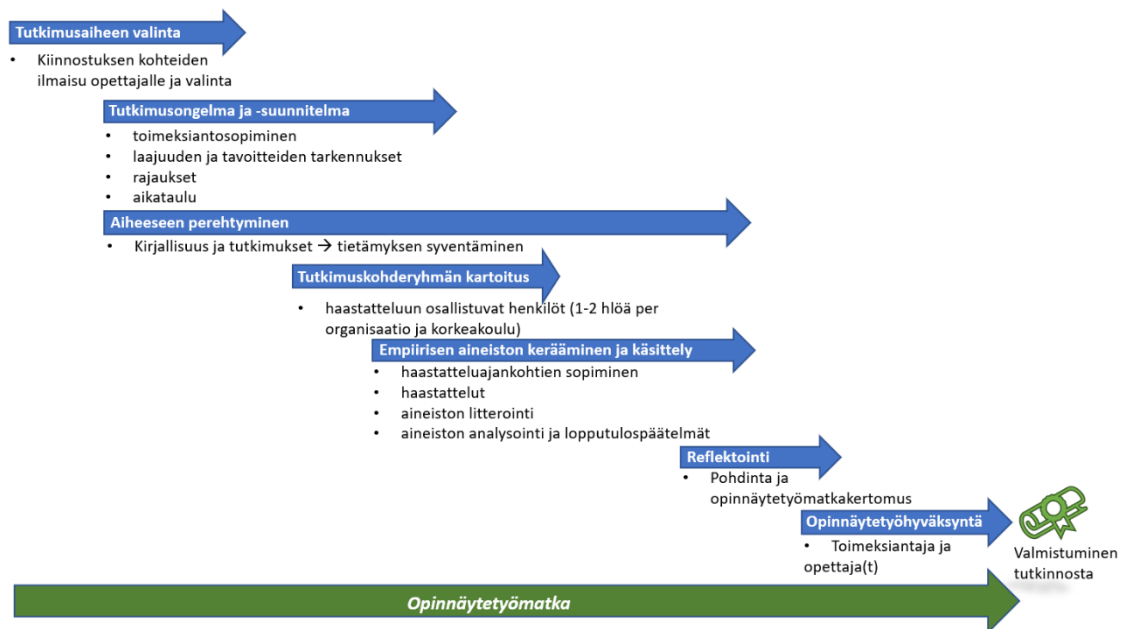 Tutkimusaiheen valinta
• Kiinnostuksen kohteiden
ilmaisu opettajalle ja valinta
Tutkimusongelma ja -suunnitelma
• toimeksiantosopiminen
• laajuuden ja tavoitteiden tarkennukset
• rajaukset
• aikataulu
Aiheeseen perehtyminen
• Kirjallisuus ja tutkimukset → tietämyksen syventäminen
Tutkimuskohderyhmän kartoitus
• haastatteluun osallistuvat henkilöt (1-2 hlöä per
organisaatio ja korkeakoulu)
Empiirisen aineiston kerääminen ja käsittely
• haastatteluajankohtien sopiminen
• haastattelut
• aineiston litterointi
• aineiston analysointi ja lopputulospäätelmät
Reflektointi
• Pohdinta ja
opinnäytetyömatkakertomus
Opinnäytetyöhyväksyntä
• Toimeksiantaja ja
opettaja(t)
Valmistuminen
tutkinnosta
Opinnäytetyömatka